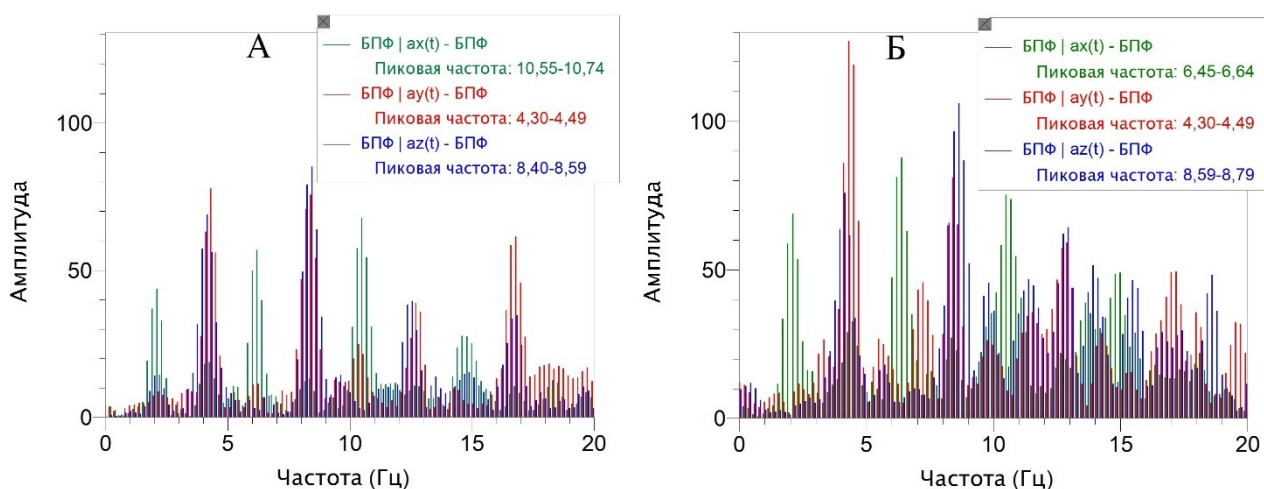 А
БПФ | ax(t) - БПФ
Пиковая частота: 10,55-10,74
БПФ | ay(t) - БПФ
Пиковая частота: 4,30-4,49
БПФ | az(t) - БПФ
Пиковая частота: 8,40-8,59
Амплитуда
100
50
0
0 5 10 15 20
Частота (Гц)
Б
БПФ | ax(t) - БПФ
Пиковая частота: 6,45-6,64
БПФ | ay(t) - БПФ
Пиковая частота: 4,30-4,49
БПФ | az(t) - БПФ
Пиковая частота: 8,59-8,79
Амплитуда
100
50
0
0 5 10 15 20
Частота (Гц)